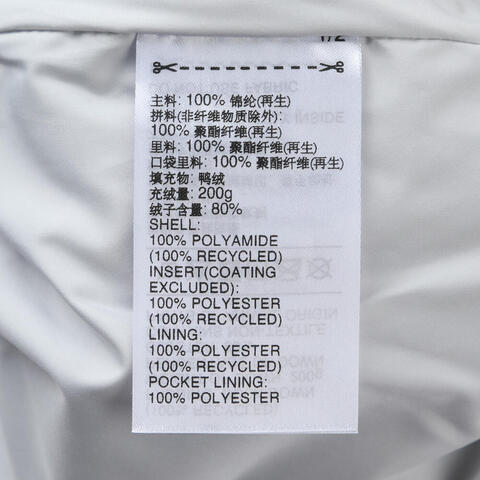 1/2
主料: 100% 锦纶(再生)
拼料(非纤维物质除外):
100% 聚酯纤维(再生)
里料: 100% 聚酯纤维(再生)
口袋里料: 100% 聚酯纤维(再生)
填充物: 鸭绒
充绒量: 200g
绒子含量: 80%
SHELL:
100% POLYAMIDE
(100% RECYCLED)
INSERT(COATING
EXCLUDED):
100% POLYESTER
(100% RECYCLED)
LINING:
100% POLYESTER
(100% RECYCLED)
POCKET LINING:
100% POLYESTER